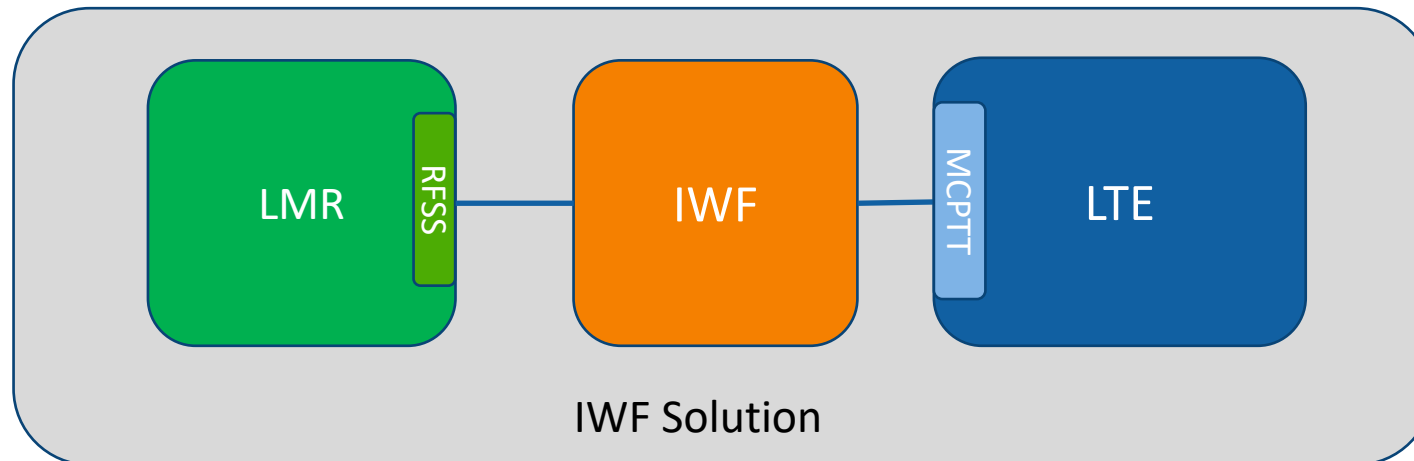 LMR
RFSS
IWF
MCPTT
LTE
IWF Solution